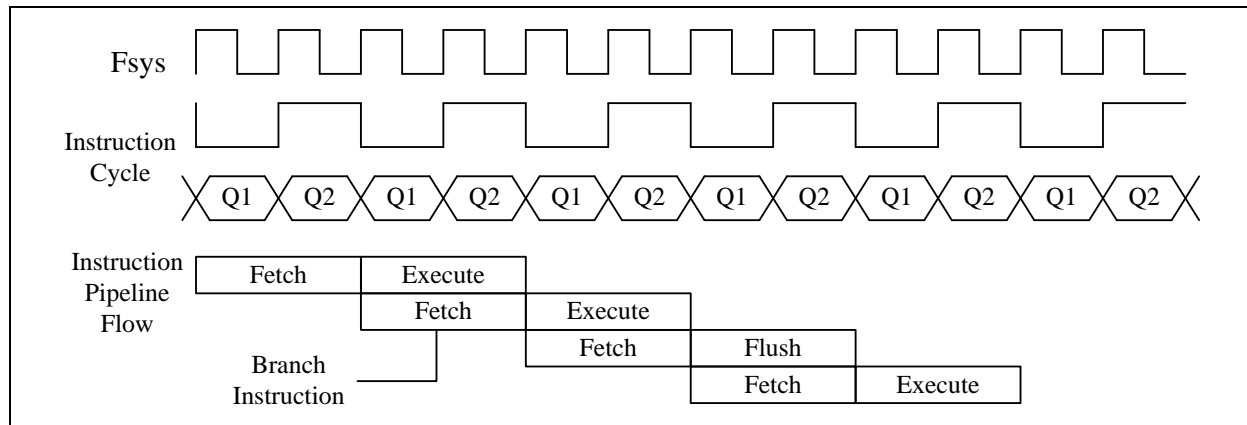 Fsys
Instruction
Cycle
Q1 Q2 Q1 Q2 Q1 Q2 Q1 Q2 Q1 Q2 Q1 Q2
Instruction
Pipeline
Flow
Fetch Execute
Fetch Execute
Fetch Flush
Fetch Execute
Branch
Instruction